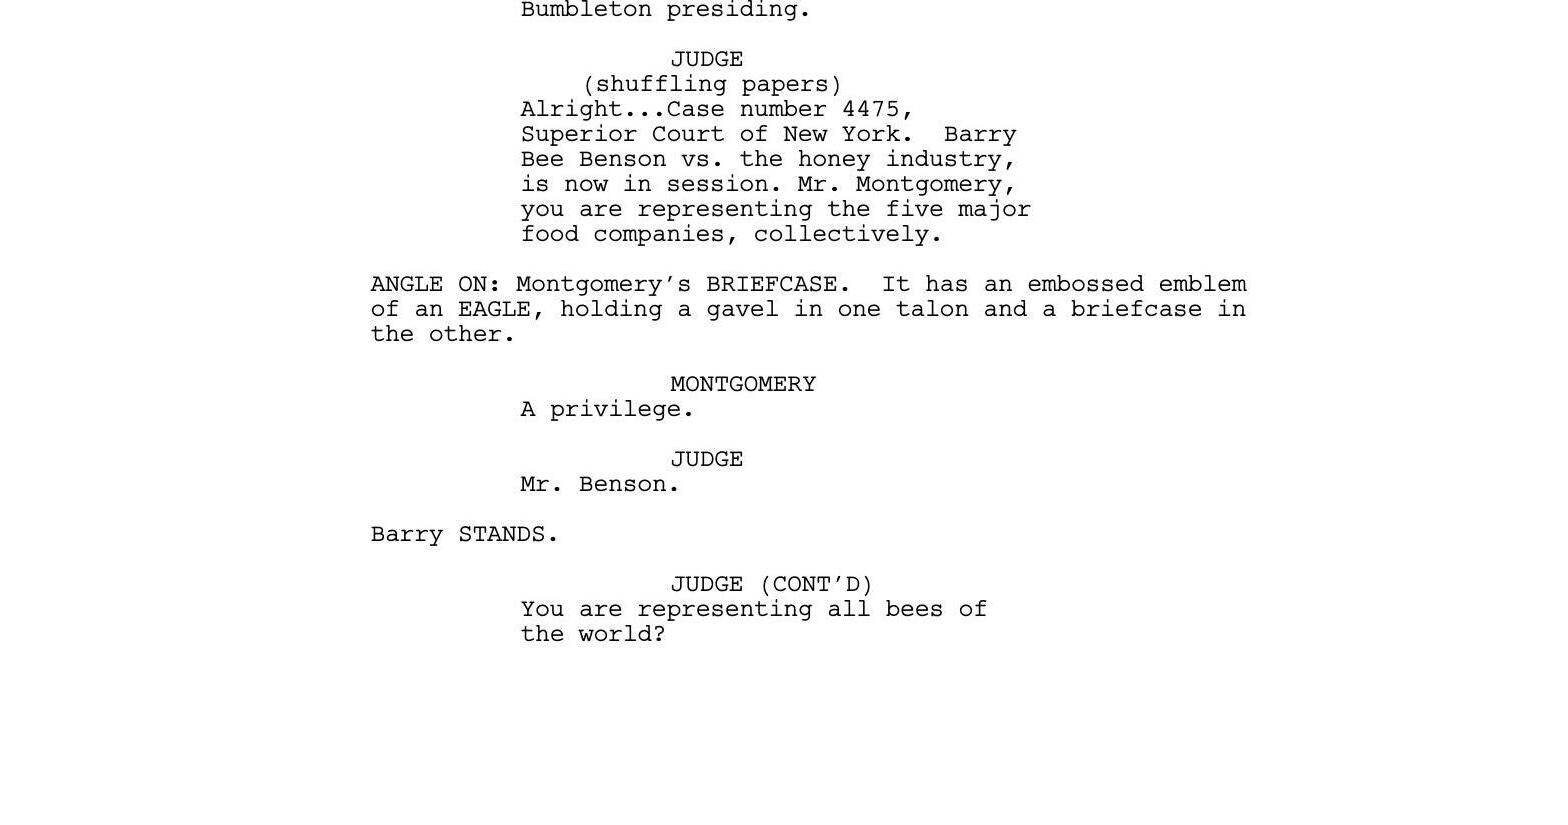 Bumbleton presiding.
JUDGE
(shuffling papers)
Alright...Case number 4475,
Superior Court of New York.  Barry
Bee Benson vs. the honey industry,
is now in session. Mr. Montgomery,
you are representing the five major
food companies, collectively.
ANGLE ON: Montgomery’s BRIEFCASE.  It has an embossed emblem
of an EAGLE, holding a gavel in one talon and a briefcase in
the other.
MONTGOMERY
A privilege.
JUDGE
Mr. Benson.
Barry STANDS.
JUDGE (CONT’D)
You are representing all bees of
the world?